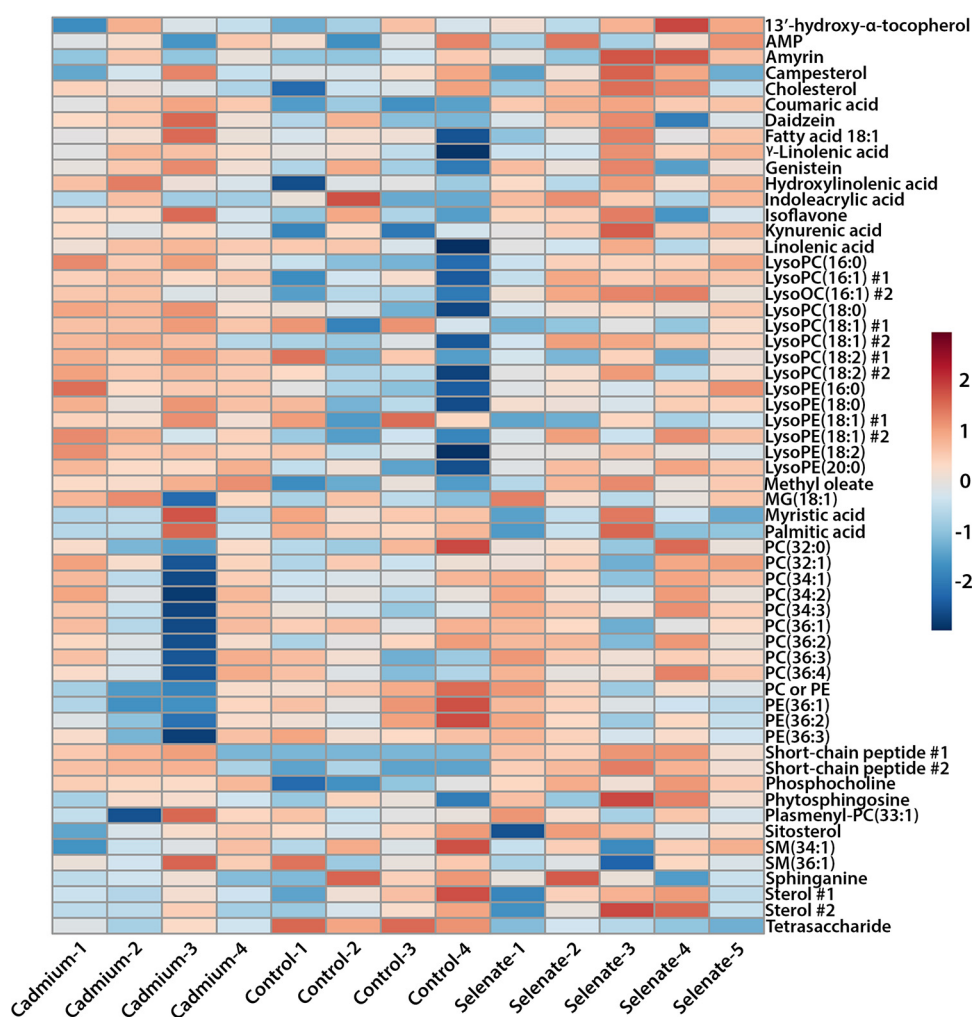 13′-hydroxy-α-tocopherol
AMP
Amyrin
Campesterol
Cholesterol
Coumaric acid
Daidzein
Fatty acid 18:1
γ-Linolenic acid
Genistein
Hydroxylinolenic acid
Indoleacrylic acid
Isoflavone
Kynurenic acid
Linolenic acid
LysoPC(16:0)
LysoPC(16:1) #1
LysoOC(16:1) #2
LysoPC(18:0)
LysoPC(18:1) #1
LysoPC(18:1) #2
LysoPC(18:2) #1
LysoPC(18:2) #2
LysoPE(16:0)
LysoPE(18:0)
LysoPE(18:1) #1
LysoPE(18:1) #2
LysoPE(18:2)
LysoPE(20:0)
Methyl oleate
MG(18:1)
Myristic acid
Palmitic acid
PC(32:0)
PC(32:1)
PC(34:1)
PC(34:2)
PC(34:3)
PC(36:1)
PC(36:2)
PC(36:3)
PC(36:4)
PC or PE
PE(36:1)
PE(36:2)
PE(36:3)
Short-chain peptide #1
Short-chain peptide #2
Phosphocholine
Phytosphingosine
Plasmenyl-PC(33:1)
Sitosterol
SM(34:1)
SM(36:1)
Sphinganine
Sterol #1
Sterol #2
Tetrasaccharide
2
1
0
-1
-2
Cadmium-1
Cadmium-2
Cadmium-3
Cadmium-4
Control-1
Control-2
Control-3
Control-4
Selenate-1
Selenate-2
Selenate-3
Selenate-4
Selenate-5